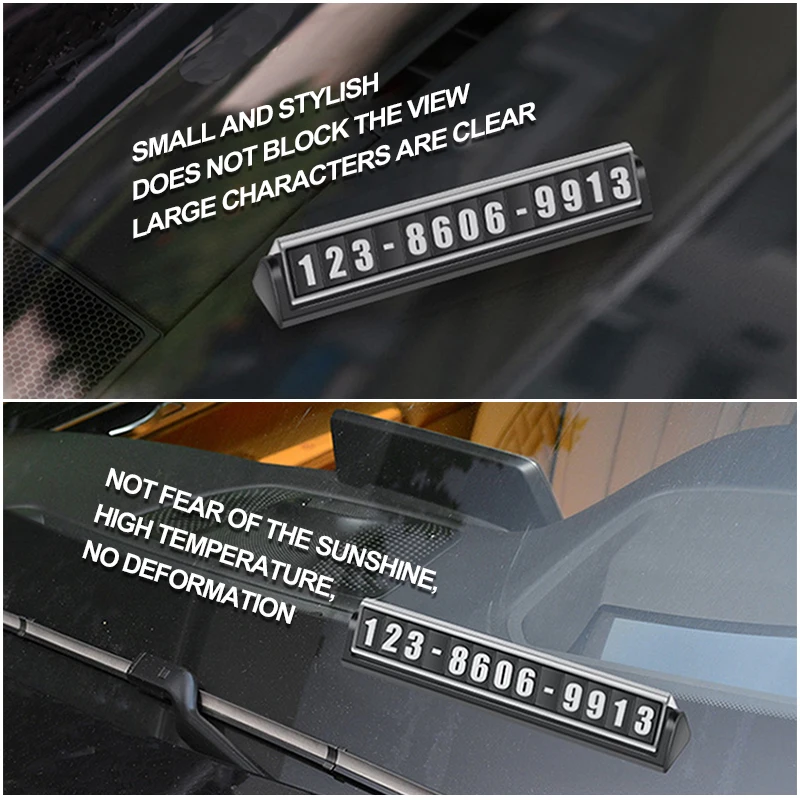 SMALL AND STYLISH
DOES NOT BLOCK THE VIEW
LARGE CHARACTERS ARE CLEAR
123-8606-9913
NOT FEAR OF THE SUNSHINE,
HIGH TEMPERATURE,
NO DEFORMATION
123-8606-9913